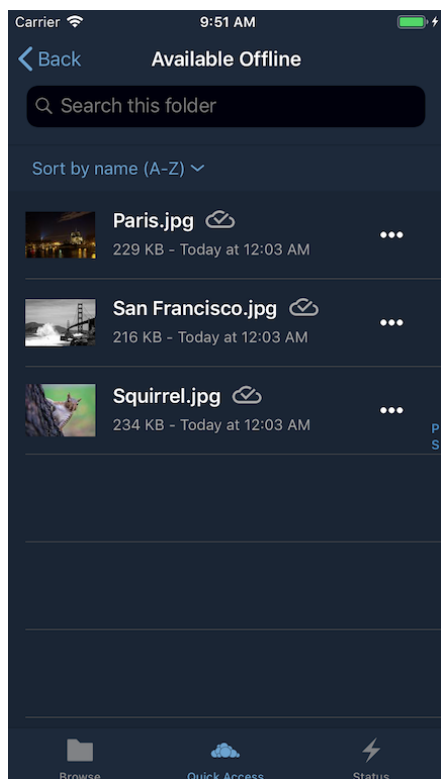 Carrier
9:51 AM
Back
Available Offline
Search this folder
Sort by name (A-Z)
Paris.jpg
229 KB - Today at 12:03 AM
San Francisco.jpg
216 KB - Today at 12:03 AM
Squirrel.jpg
234 KB - Today at 12:03 AM
P
S
Browse
Quick Access
Status